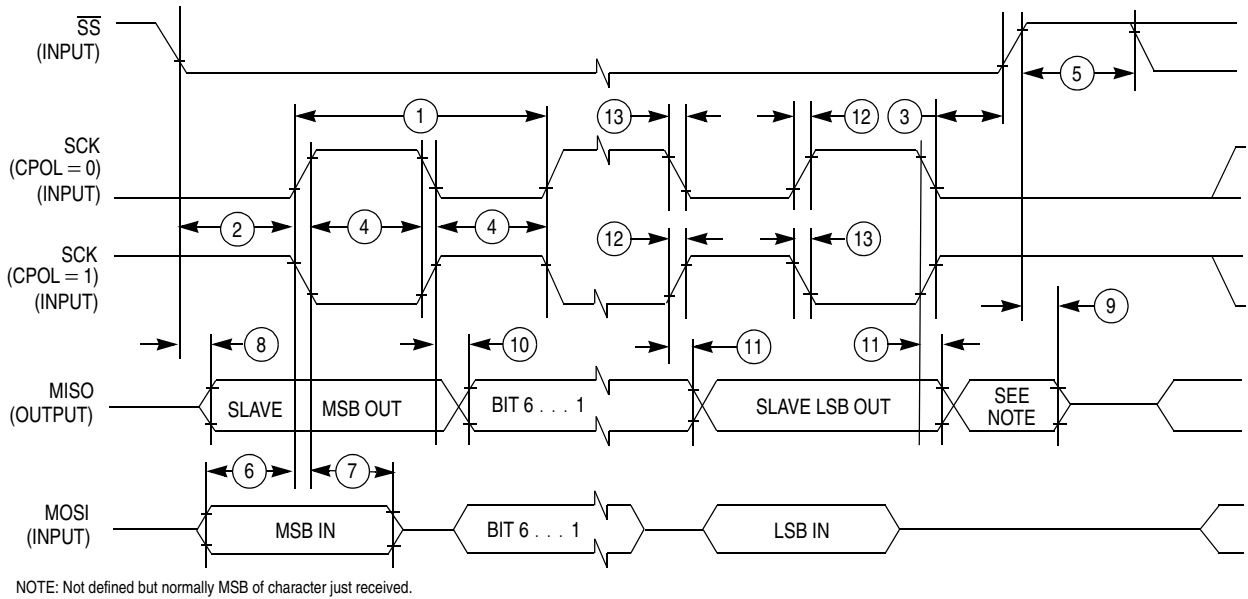 SS
(INPUT)
5
1
13
12
3
SCK
(CPOL = 0)
(INPUT)
2
4
4
12
13
SCK
(CPOL = 1)
(INPUT)
9
8
10
11
11
MISO
(OUTPUT)
SLAVE
MSB OUT
BIT 6 . . . 1
SLAVE LSB OUT
SEE
NOTE
6
7
MOSI
(INPUT)
MSB IN
BIT 6 . . . 1
LSB IN
NOTE: Not defined but normally MSB of character just received.